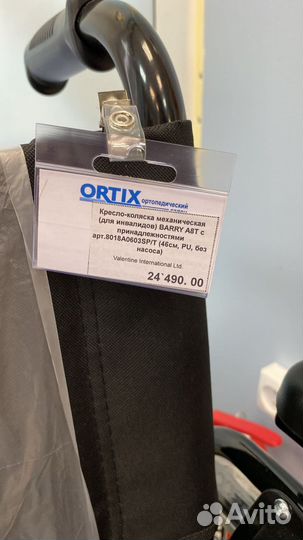 ORTIX ортопедический
Кресло-коляска механическая
(для инвалидов) BARRY A8T с
принадлежностями
арт.8018A0603SP/T (46см, PU, без
насоса)
Valentine International Ltd.
24`490. 00
Avito